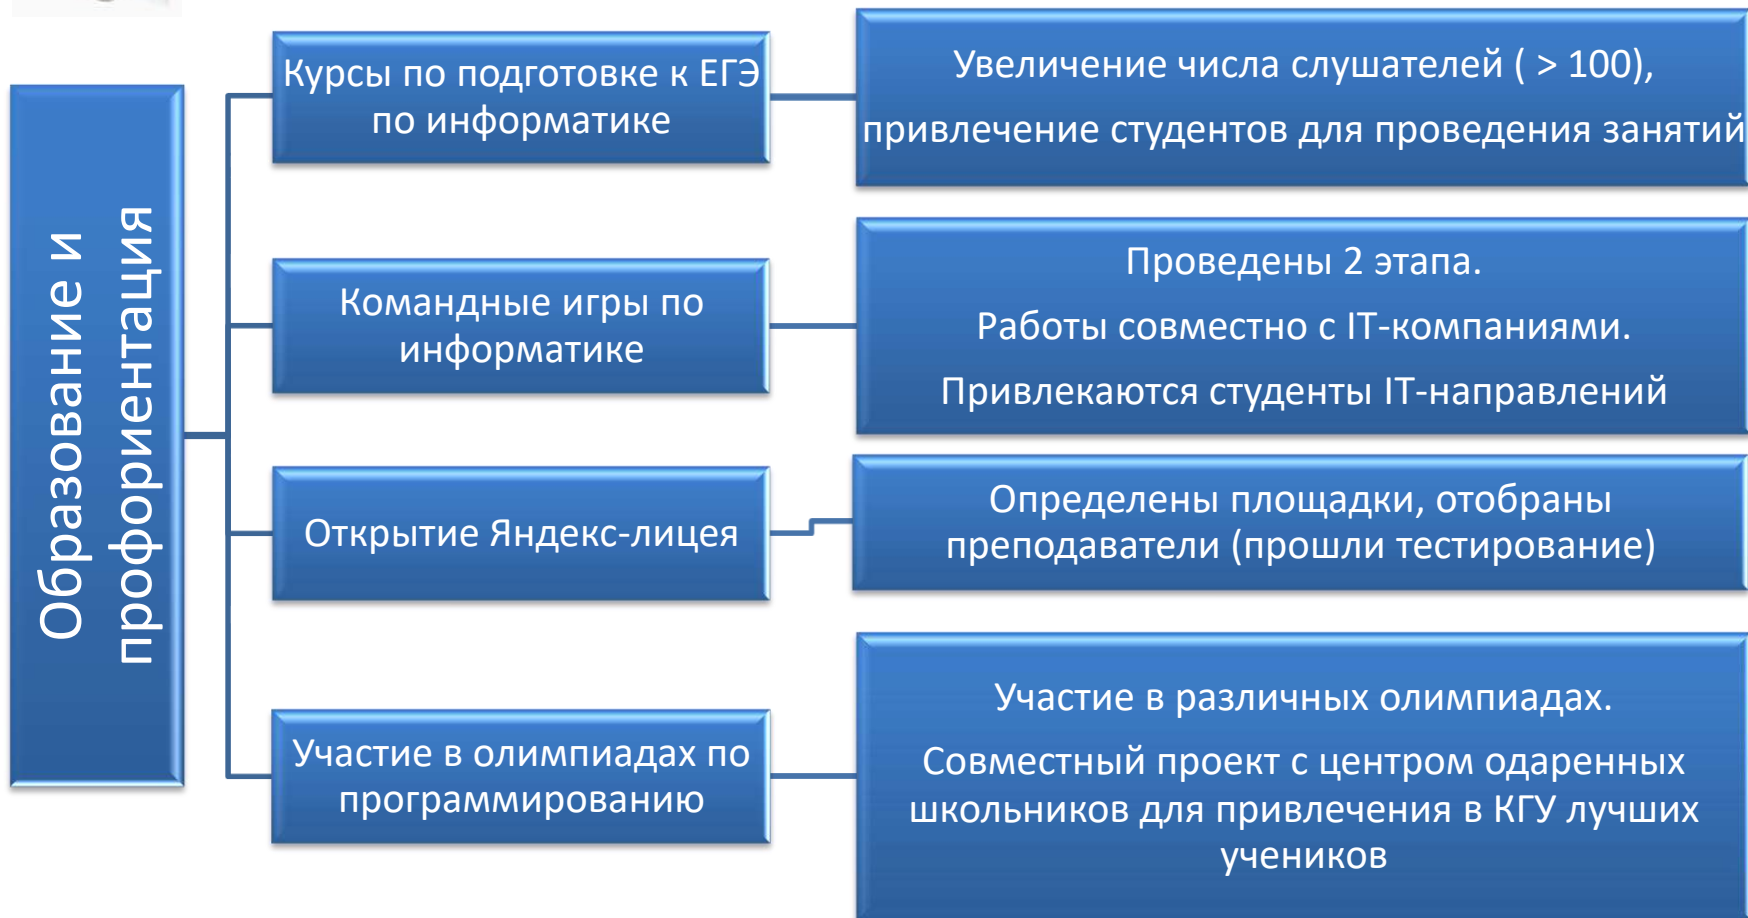 Образование и
профориентация
Курсы по подготовке к ЕГЭ
по информатике
Увеличение числа слушателей ( > 100),
привлечение студентов для проведения занятий
Командные игры по
информатике
Проведены 2 этапа.
Работы совместно с IT-компаниями.
Привлекаются студенты IT-направлений
Открытие Яндекс-лицея
Определены площадки, отобраны
преподаватели (прошли тестирование)
Участие в олимпиадах по
программированию
Участие в различных олимпиадах.
Совместный проект с центром одаренных
школьников для привлечения в КГУ лучших
учеников